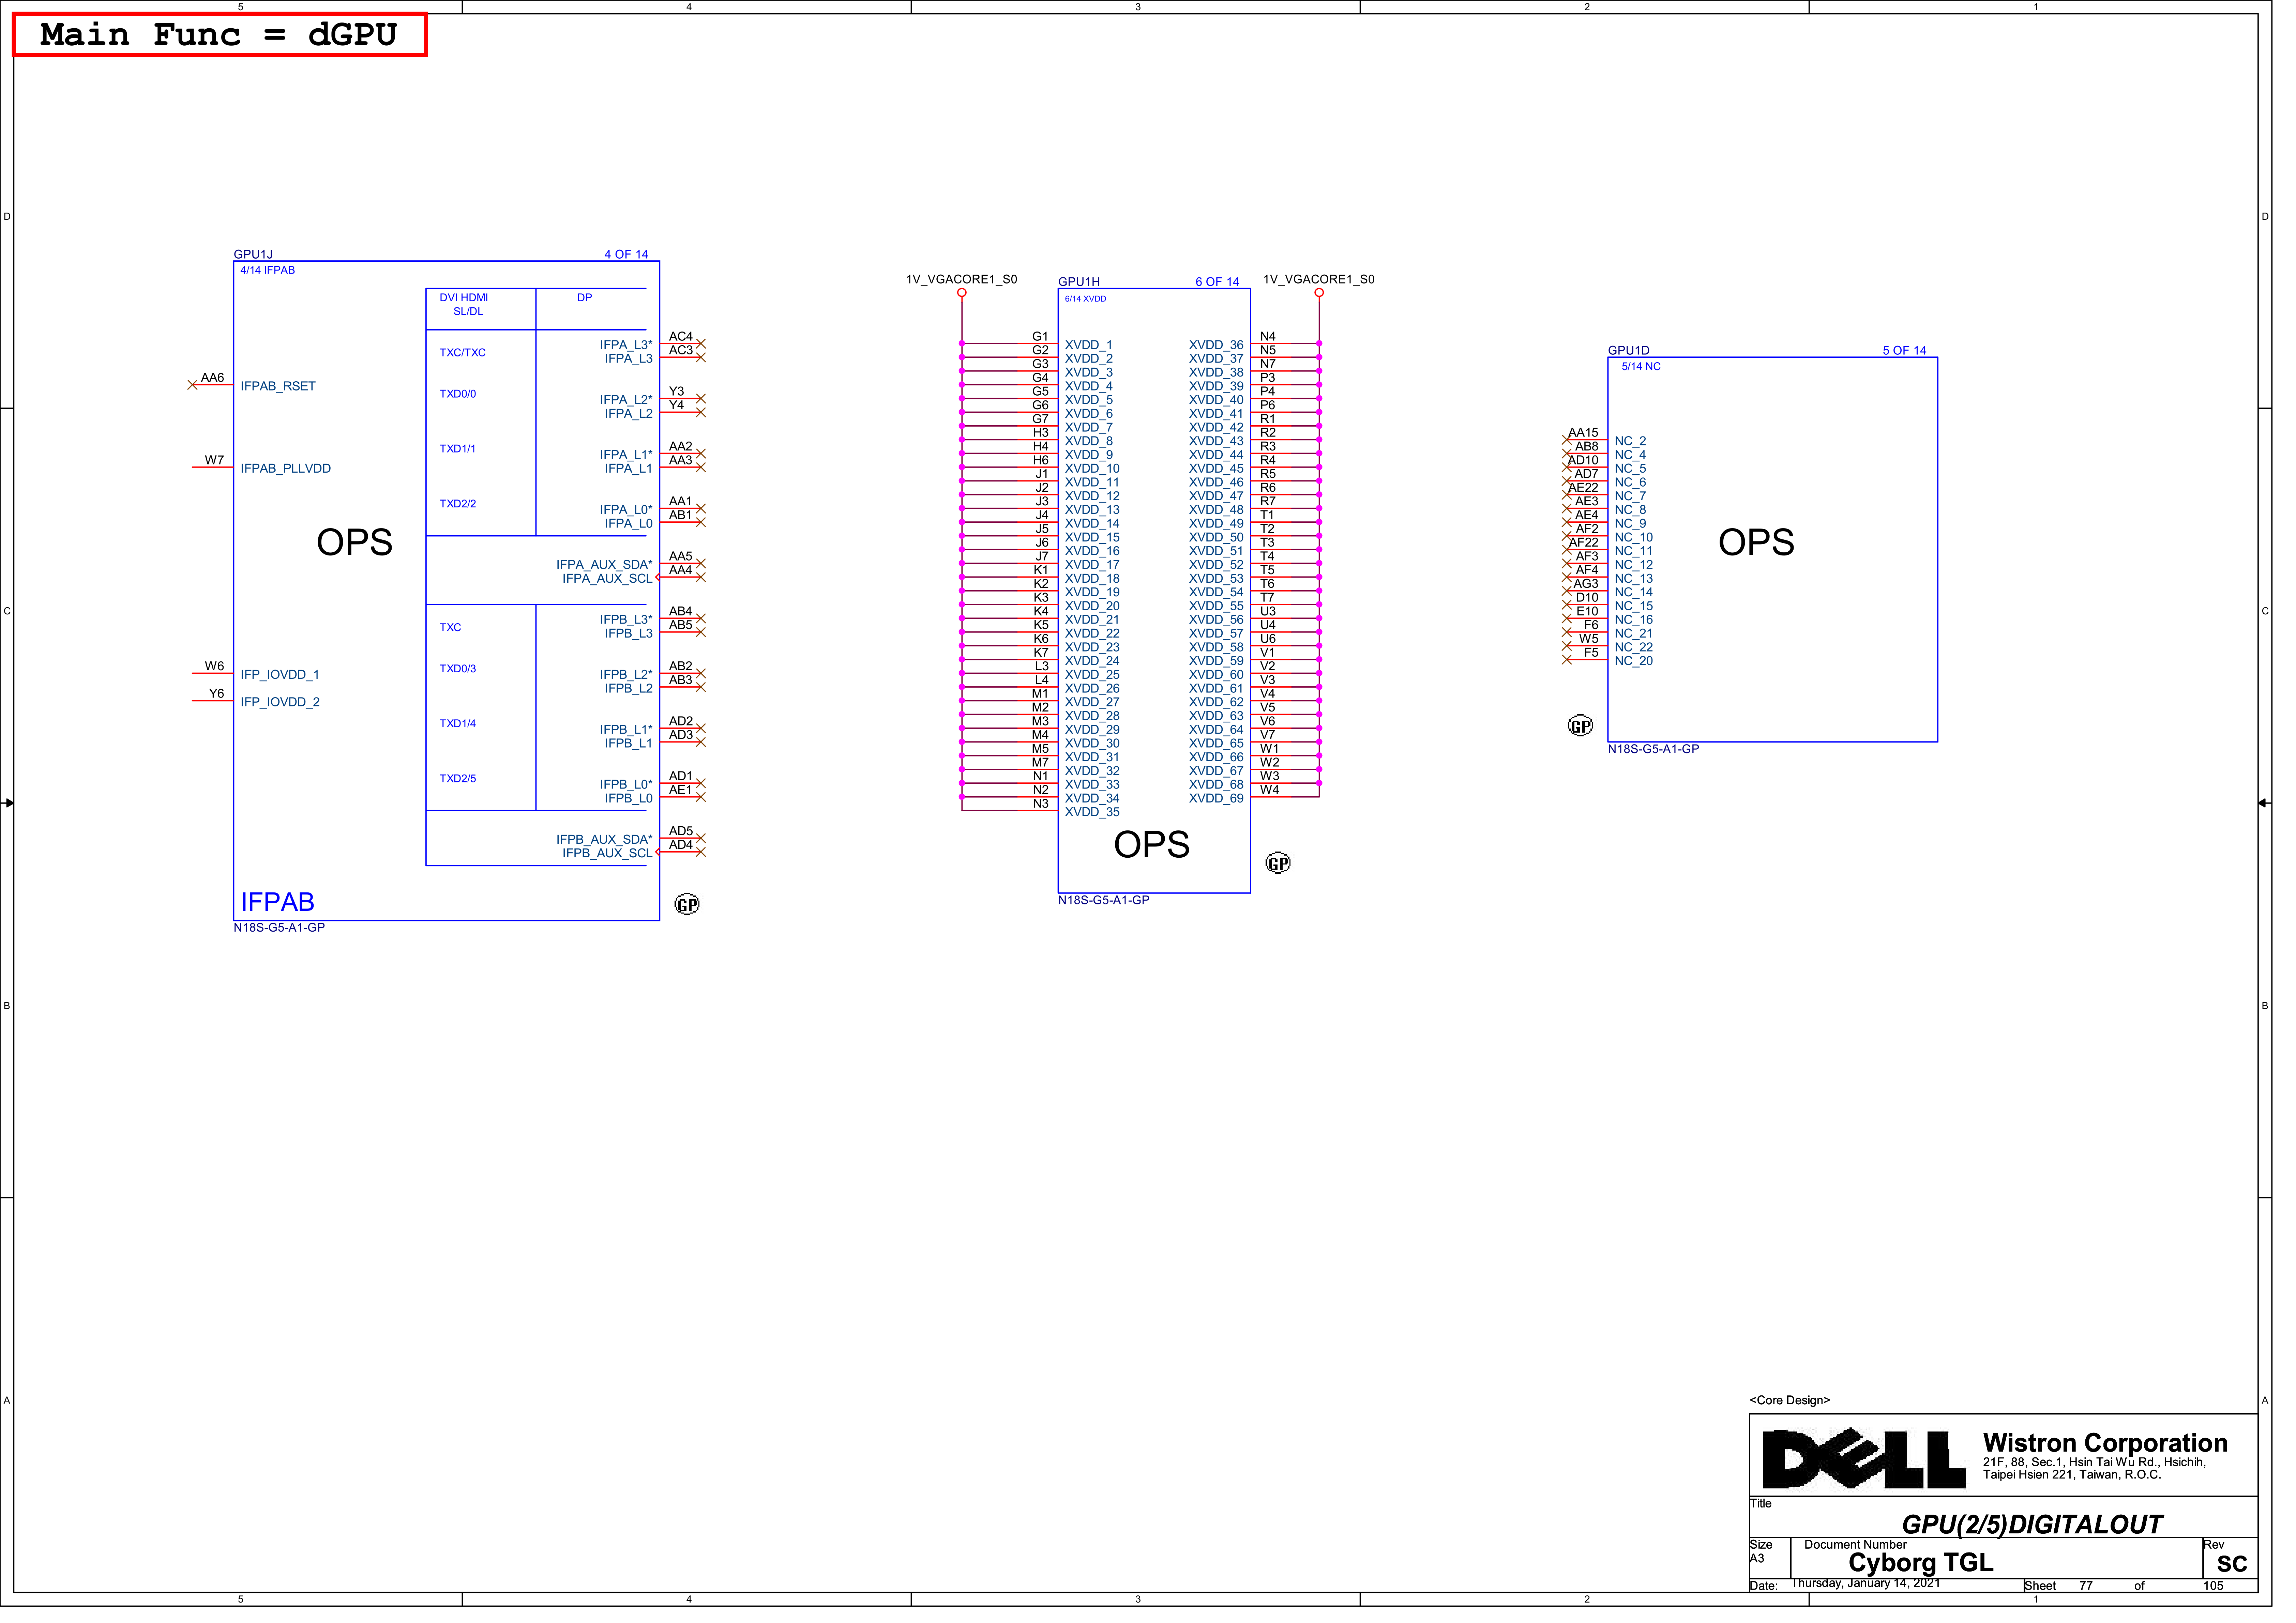 5 4 3 2 1
Main Func = dGPU
D D
C C
B B
A A
GPU1J 4 OF 14
4/14 IFPAB
DVI HDMI DP
SL/DL
AC4
IFPA_L3*
AC3
TXC/TXC IFPA_L3
AA6 IFPAB_RSET
Y3
TXD0/0 IFPA_L2*
Y4
IFPA_L2
AA2
TXD1/1 IFPA_L1*
AA3
IFPA_L1
W7 IFPAB_PLLVDD
AA1
TXD2/2 IFPA_L0*
AB1
IFPA_L0
OPS
AA5
IFPA_AUX_SDA*
AA4
IFPA_AUX_SCL
AB4
IFPB_L3*
AB5
TXC IFPB_L3
W6 IFP_IOVDD_1
AB2
TXD0/3 IFPB_L2*
AB3
IFPB_L2
Y6 IFP_IOVDD_2
AD2
TXD1/4 IFPB_L1*
AD3
IFPB_L1
AD1
TXD2/5 IFPB_L0*
AE1
IFPB_L0
AD5
IFPB_AUX_SDA*
AD4
IFPB_AUX_SCL
IFPAB
GP
N18S-G5-A1-GP
1V_VGACORE1_S0 GPU1H 6 OF 14 1V_VGACORE1_S0
6/14 XVDD
G1 XVDD_1 XVDD_36 N4
G2 XVDD_2 XVDD_37 N5
G3 XVDD_3 XVDD_38 N7
G4 XVDD_4 XVDD_39 P3
G5 XVDD_5 XVDD_40 P4
G6 XVDD_6 XVDD_41 P6
G7 XVDD_7 XVDD_42 R1
H3 XVDD_8 XVDD_43 R2
H4 XVDD_9 XVDD_44 R3
H6 XVDD_10 XVDD_45 R4
J1 XVDD_11 XVDD_46 R5
J2 XVDD_12 XVDD_47 R6
J3 XVDD_13 XVDD_48 R7
J4 XVDD_14 XVDD_49 T1
J5 XVDD_15 XVDD_50 T2
J6 XVDD_16 XVDD_51 T3
J7 XVDD_17 XVDD_52 T4
K1 XVDD_18 XVDD_53 T5
K2 XVDD_19 XVDD_54 T6
K3 XVDD_20 XVDD_55 T7
K4 XVDD_21 XVDD_56 U3
K5 XVDD_22 XVDD_57 U4
K6 XVDD_23 XVDD_58 U6
K7 XVDD_24 XVDD_59 V1
L3 XVDD_25 XVDD_60 V2
L4 XVDD_26 XVDD_61 V3
M1 XVDD_27 XVDD_62 V4
M2 XVDD_28 XVDD_63 V5
M3 XVDD_29 XVDD_64 V6
M4 XVDD_30 XVDD_65 V7
M5 XVDD_31 XVDD_66 W1
M7 XVDD_32 XVDD_67 W2
N1 XVDD_33 XVDD_68 W3
N2 XVDD_34 XVDD_69 W4
N3 XVDD_35
OPS
GP
N18S-G5-A1-GP
GPU1D 5 OF 14
5/14 NC
AA15 NC_2
AB8 NC_4
AD10 NC_5
AD7 NC_6
AE22 NC_7
AE3 NC_8
AE4 NC_9
AF2 NC_10
AF22 NC_11
AF3 NC_12
AF4 NC_13
AG3 NC_14
D10 NC_15
E10 NC_16
F6 NC_21
W5 NC_22
F5 NC_20
OPS
GP
N18S-G5-A1-GP
<Core Design>
DELL
Wistron Corporation
21F, 88, Sec.1, Hsin Tai Wu Rd., Hsichih,
Taipei Hsien 221, Taiwan, R.O.C.
Title
GPU(2/5)DIGITALOUT
Size Document Number Rev
A3 Cyborg TGL SC
Date: Thursday, January 14, 2021 Sheet 77 of 105
5 4 3 2 1